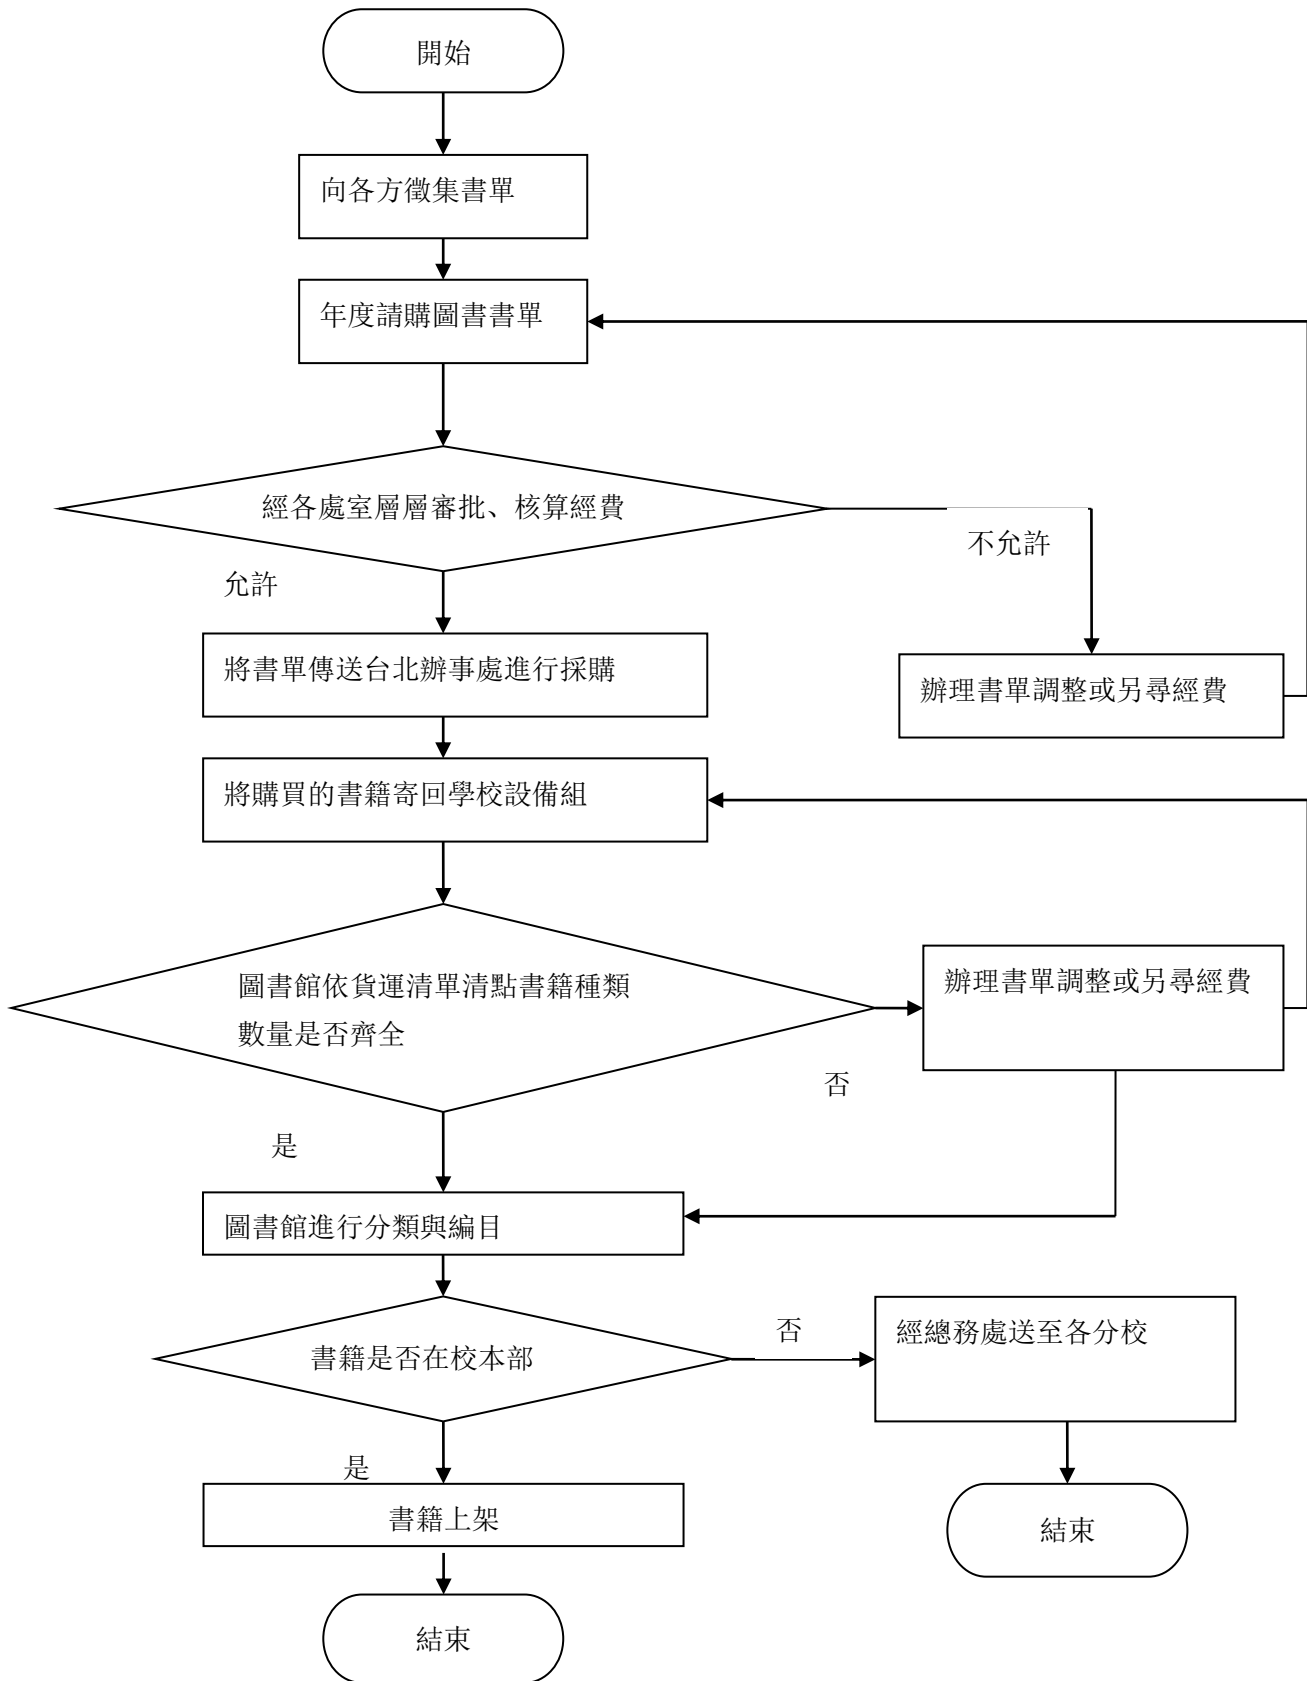 開始
向各方徵集書單
年度請購圖書書單
經各處室層層審批、核算經費
不允許
允許
將書單傳送台北辦事處進行採購
辦理書單調整或另尋經費
將購買的書籍寄回學校設備組
圖書館依貨運清單清點書籍種類
數量是否齊全
辦理書單調整或另尋經費
否
是
圖書館進行分類與編目
書籍是否在校本部
否
經總務處送至各分校
是
書籍上架
結束
結束